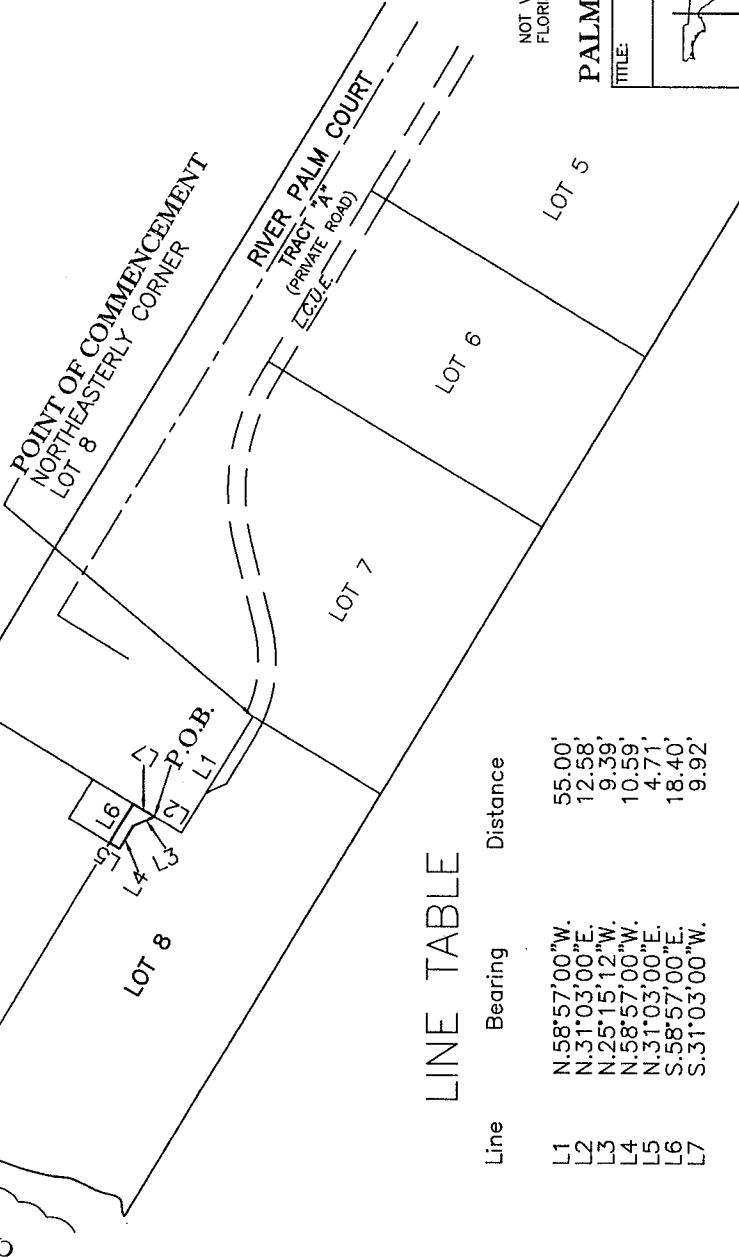 POINT OF COMMENCEMENT
NORTHEASTERLY CORNER
LOT 8
RIVER PALM COURT
TRACT "A"
(PRIVATE ROAD)
L.C.U.E.
LOT 5
LOT 6
LOT 7
LOT 8
P.O.B.
L1
L2
L3
L4
L5
L6
L7
LINE TABLE
Line Bearing Distance
L1 N.58°57'00"W. 55.00'
L2 N.31°03'00"E. 12.58'
L3 N.25°15'12"W. 9.39'
L4 N.58°57'00"W. 10.59'
L5 N.31°03'00"E. 4.71'
L6 S.58°57'00"E. 18.40'
L7 S.31°03'00"W. 9.92'
NOT
FLORI
PALM
TITLE: